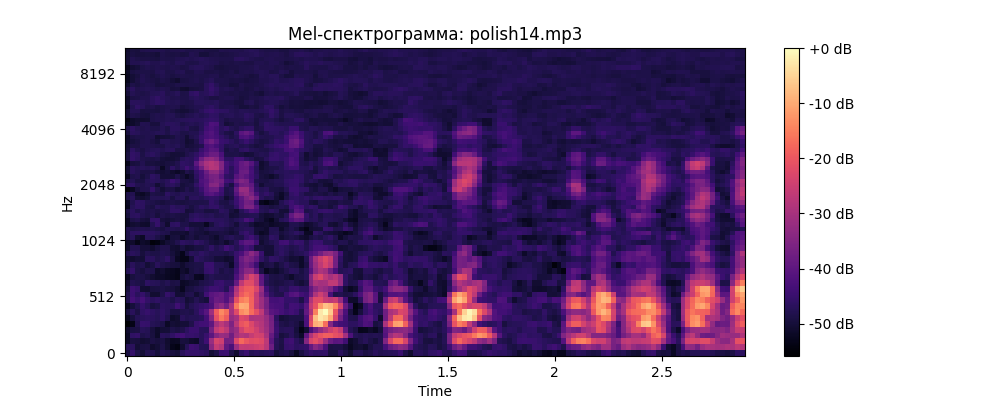 Mel-спектрограмма: polish14.mp3
+0 dB
8192
-10 dB
4096
-20 dB
2048
-30 dB
Hz
1024
-40 dB
512
-50 dB
0
0 0.5 1 1.5 2 2.5
Time